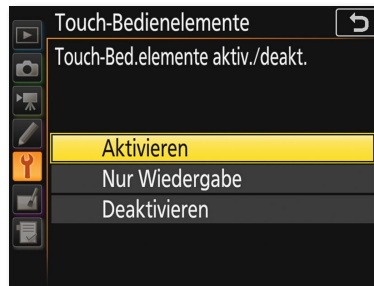 Touch-Bedienelemente
Touch-Bed.elemente aktiv./deakt.
Aktivieren
Nur Wiedergabe
Deaktivieren